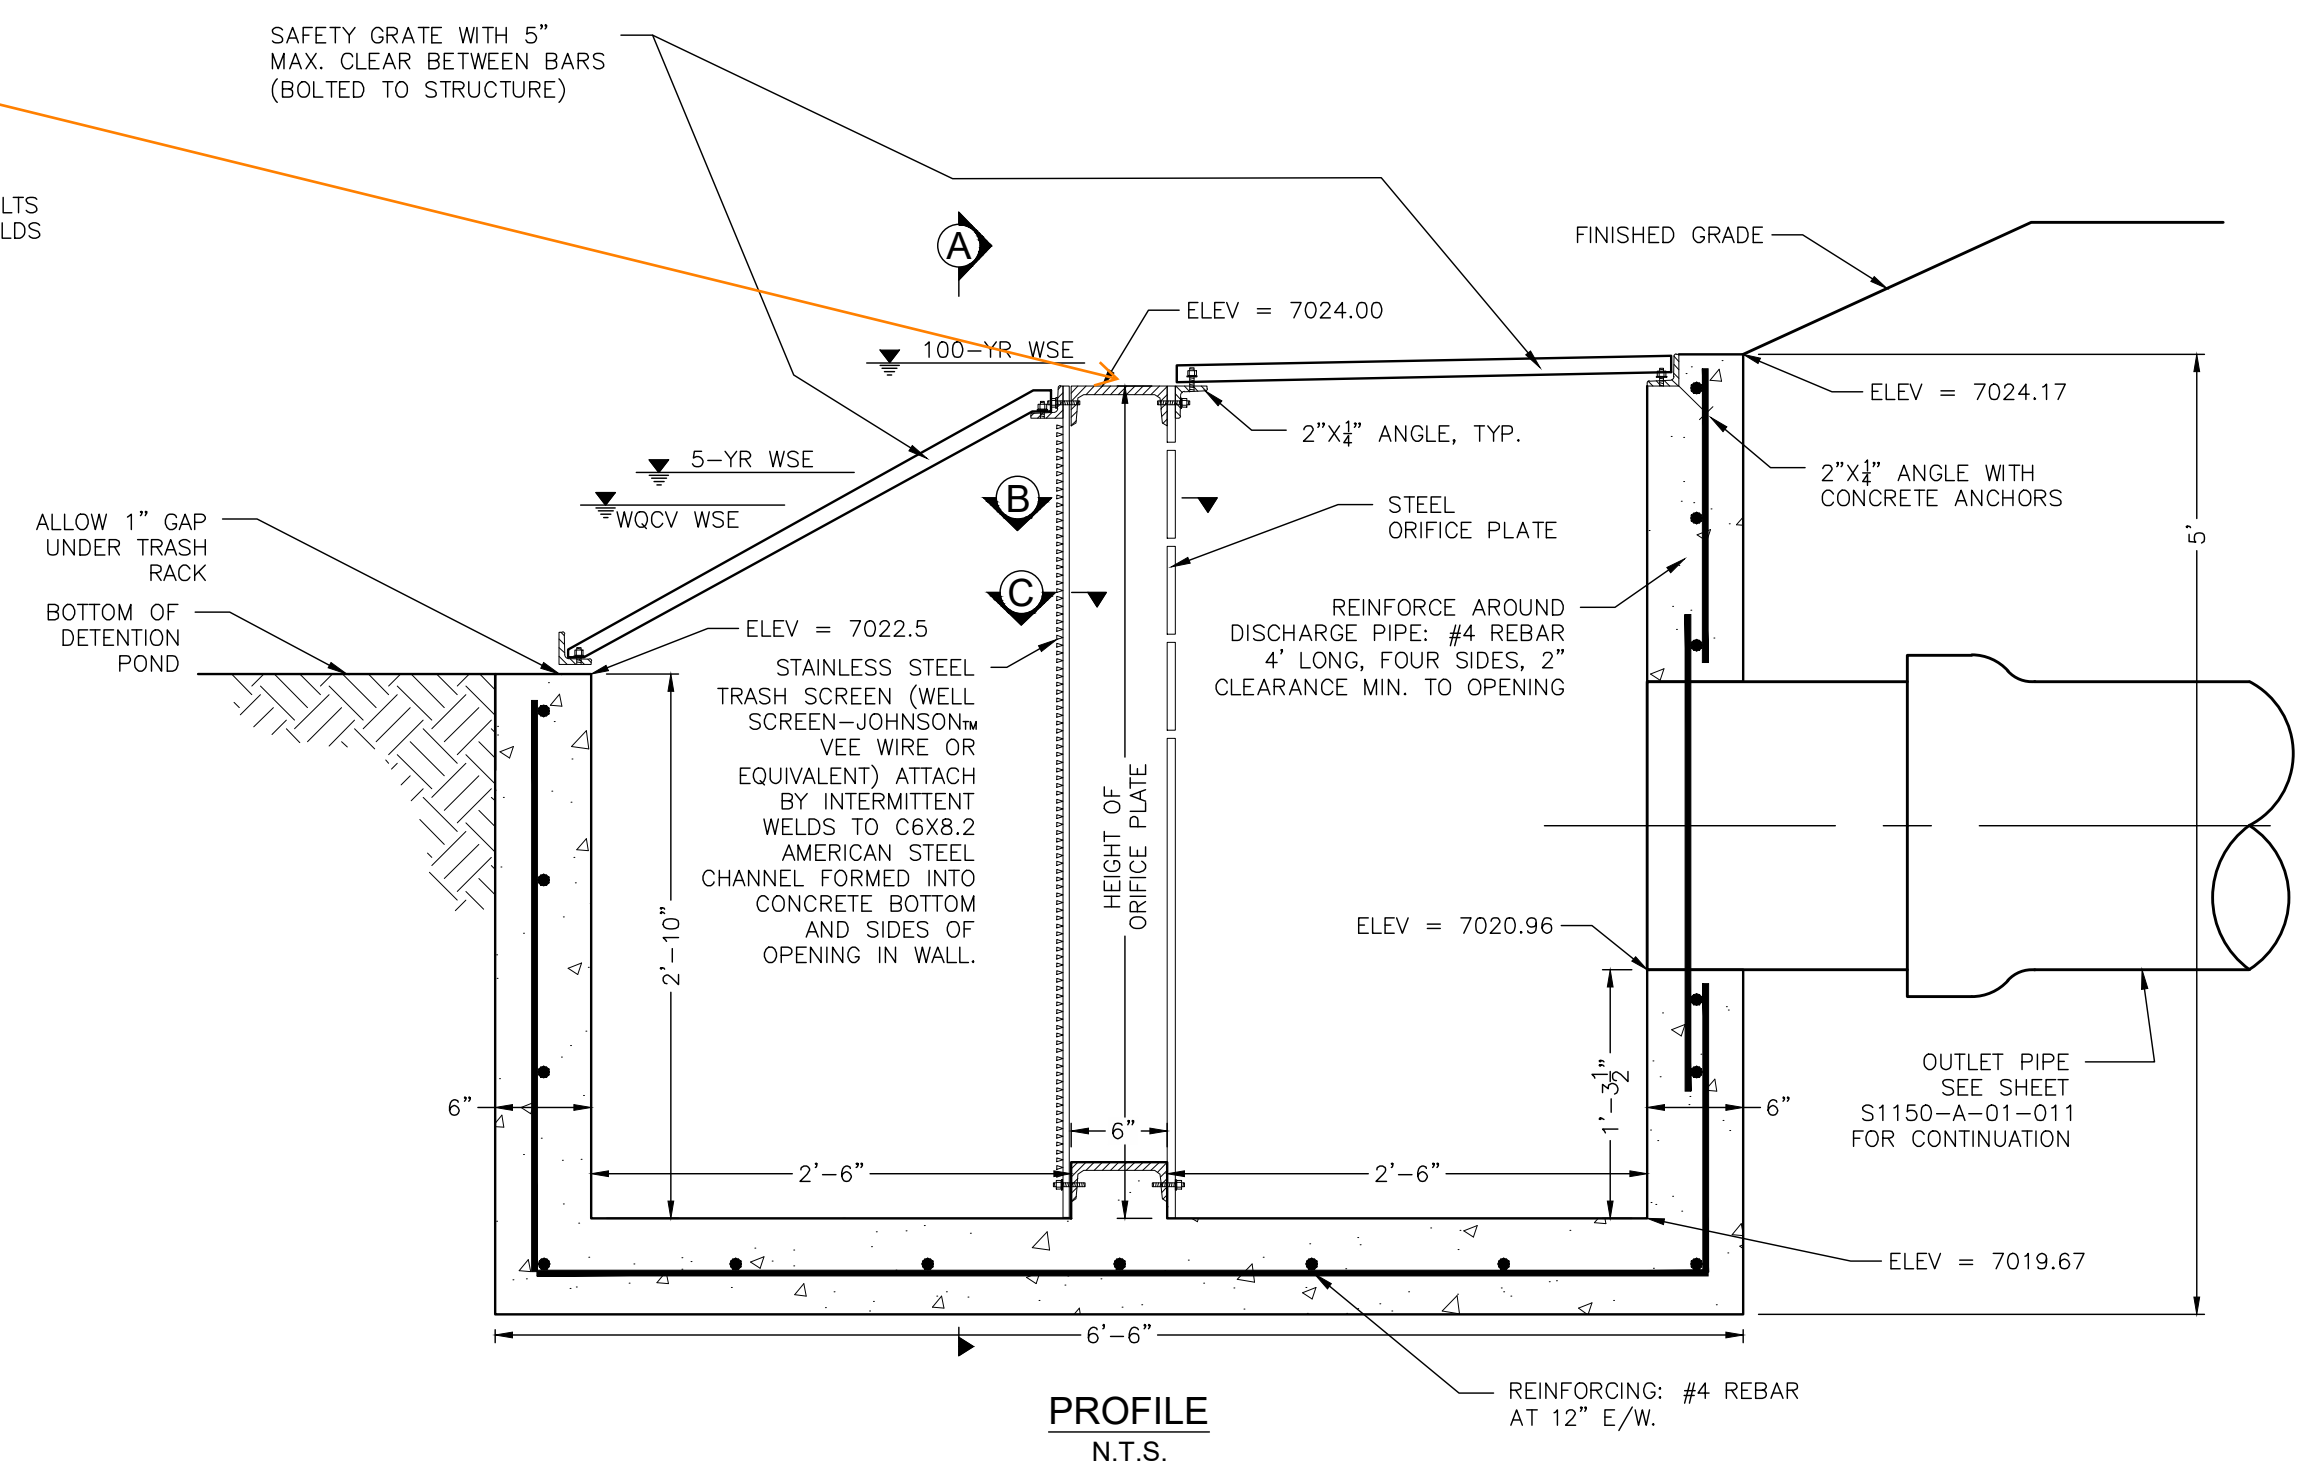 SAFETY GRATE WITH 5"
MAX. CLEAR BETWEEN BARS
(BOLTED TO STRUCTURE)
LTS
LDS
A
FINISHED GRADE
ELEV = 7024.00
100-YR WSE
ELEV = 7024.17
2"X1/4" ANGLE, TYP.
5-YR WSE
2"X1/4" ANGLE WITH
CONCRETE ANCHORS
WQCV WSE
B
STEEL
ORIFICE PLATE
ALLOW 1" GAP
UNDER TRASH
RACK
5'
C
BOTTOM OF
DETENTION
POND
ELEV = 7022.5
REINFORCE AROUND
DISCHARGE PIPE: #4 REBAR
4' LONG, FOUR SIDES, 2"
CLEARANCE MIN. TO OPENING
STAINLESS STEEL
TRASH SCREEN (WELL
SCREEN-JOHNSON™
VEE WIRE OR
EQUIVALENT) ATTACH
BY INTERMITTENT
WELDS TO C6X8.2
AMERICAN STEEL
CHANNEL FORMED INTO
CONCRETE BOTTOM
AND SIDES OF
OPENING IN WALL.
HEIGHT OF
ORIFICE PLATE
2'-10"
ELEV = 7020.96
1'-3 1/2"
OUTLET PIPE
SEE SHEET
S1150-A-01-011
FOR CONTINUATION
6"
6"
6"
2'-6"
2'-6"
ELEV = 7019.67
6'-6"
REINFORCING: #4 REBAR
AT 12" E/W.
PROFILE
N.T.S.